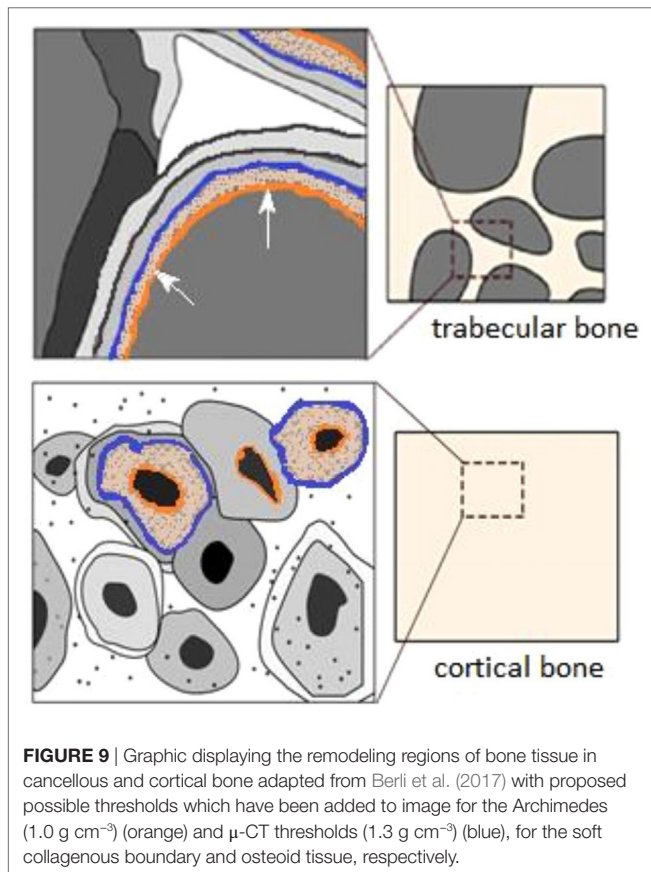 trabecular bone
cortical bone
FIGURE 9 | Graphic displaying the remodeling regions of bone tissue in
cancellous and cortical bone adapted from Berli et al. (2017) with proposed
possible thresholds which have been added to image for the Archimedes
(1.0 g cm⁻³) (orange) and μ-CT thresholds (1.3 g cm⁻³) (blue), for the soft
collagenous boundary and osteoid tissue, respectively.